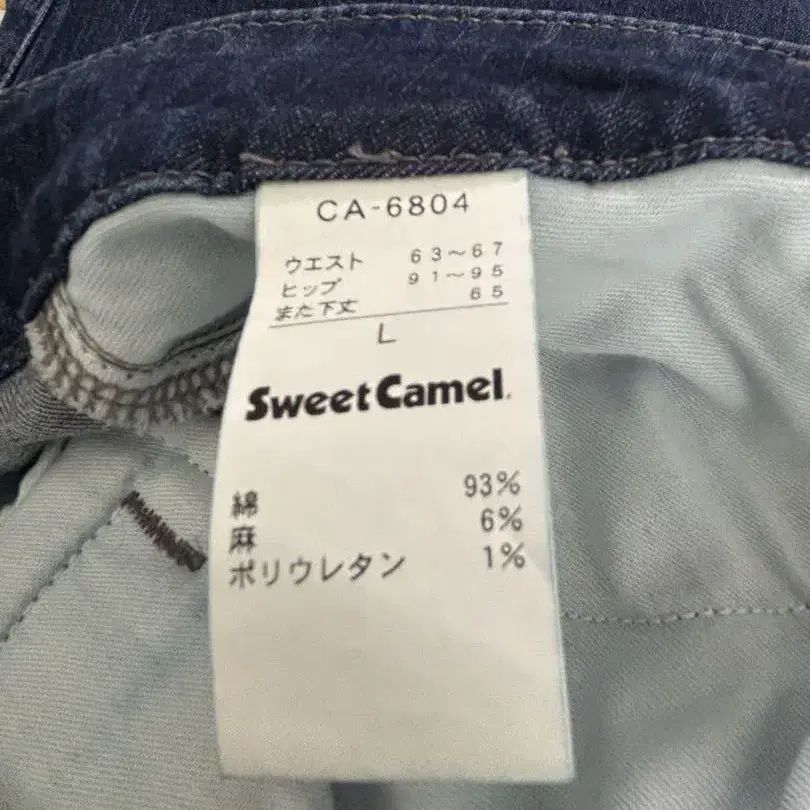 CA-6804
ウエスト 63～67
ヒップ 91～95
また下丈 65
L
SweetCamel.
綿 93%
麻 6%
ポリウレタン 1%